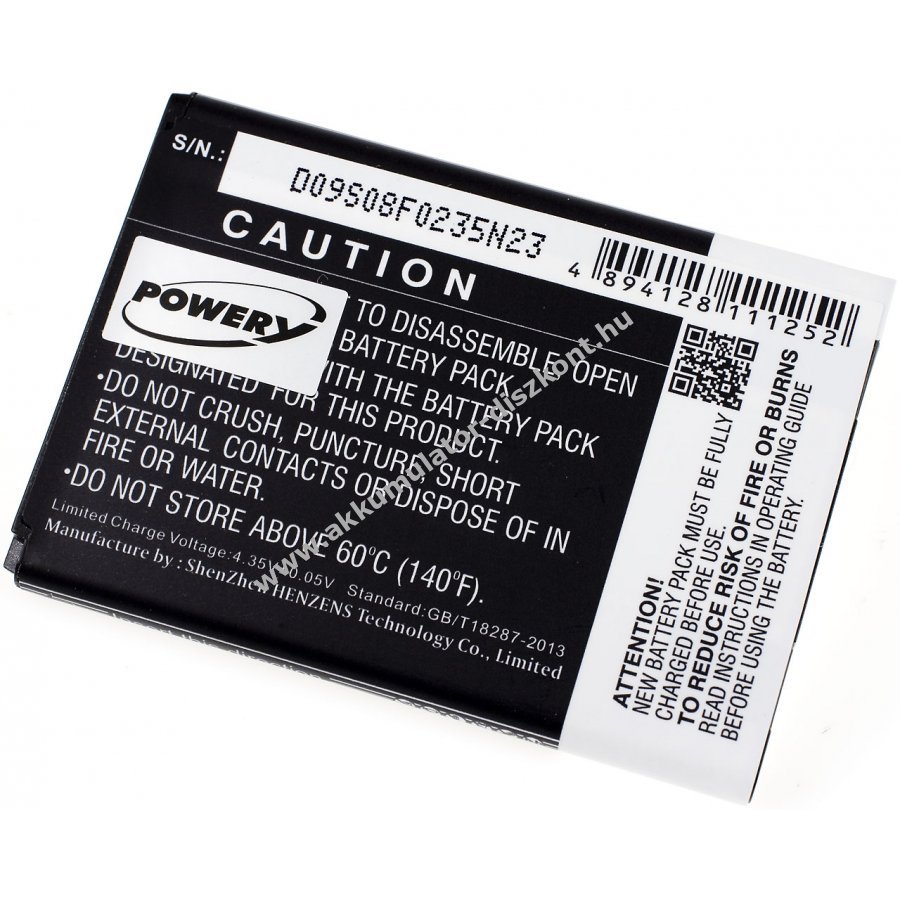 S/N.: D09S08F0235N23
CAUTION
4 894128 111252
POWERY
TO DISASSEMBLE OPEN
BATTERY PACK.
DESIGNATED FOR THIS PRODUCT.
WITH THE BATTERY PACK
•DO NOT CRUSH, PUNCTURE, SHORT
EXTERNAL CONTACTS OR DISPOSE OF IN
FIRE OR WATER.
•DO NOT STORE ABOVE 60°C (140°F).
Limited Charge Voltage:4.35V 0.05V Standard:GB/T18287-2013
Manufacture by: ShenZhen HENZENS Technology Co., Limited
www.akkumulator-diszkont.hu
ATTENTION!
NEW BATTERY PACK MUST BE FULLY
CHARGED BEFORE USE.
TO REDUCE RISK OF FIRE OR BURNS
READ INSTRUCTIONS IN OPERATING GUIDE
BEFORE USING THE BATTERY.